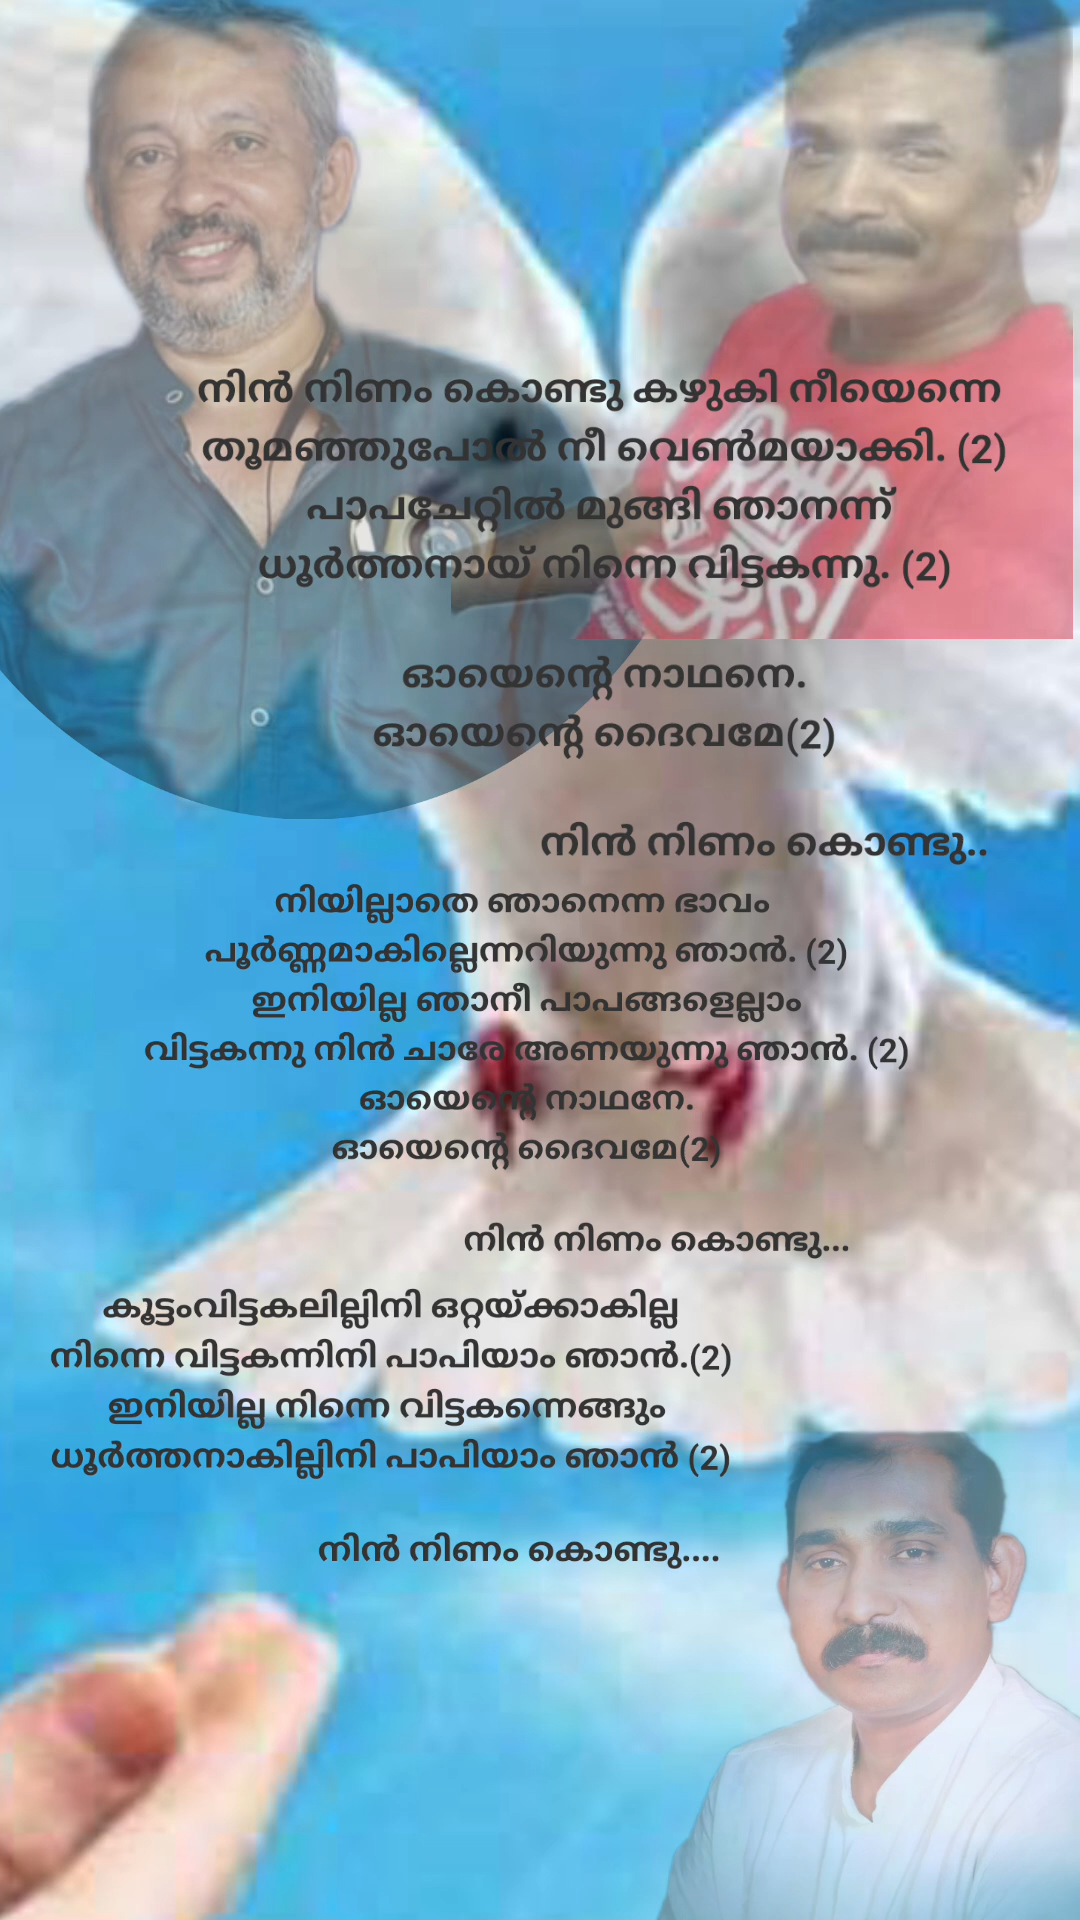 നിൻ നിണം കൊണ്ടു കഴുകി നീയെന്നെ
തൂമഞ്ഞുപോൽ നീ വെൺമയാക്കി. (2)
പാപചേറ്റിൽ മുങ്ങി ഞാനന്ന്
ധൂർത്തനായ് നിന്നെ വിട്ടകന്നു. (2)
ഓയെന്റെ നാഥനെ.
ഓയെന്റെ ദൈവമേ(2)
നിൻ നിണം കൊണ്ടു..
നിയില്ലാതെ ഞാനെന്ന ഭാവം
പൂർണ്ണമാകില്ലെന്നറിയുന്നു ഞാൻ. (2)
ഇനിയില്ല ഞാനീ പാപങ്ങളെല്ലാം
വിട്ടകന്നു നിൻ ചാരേ അണയുന്നു ഞാൻ. (2)
ഓയെന്റെ നാഥനേ.
ഓയെന്റെ ദൈവമേ(2)
നിൻ നിണം കൊണ്ടു...
കൂട്ടംവിട്ടകലില്ലിനി ഒറ്റയ്ക്കാകില്ല
നിന്നെ വിട്ടകന്നിനി പാപിയാം ഞാൻ.(2)
ഇനിയില്ല നിന്നെ വിട്ടകന്നെങ്ങും
ധൂർത്തനാകില്ലിനി പാപിയാം ഞാൻ (2)
നിൻ നിണം കൊണ്ടു....